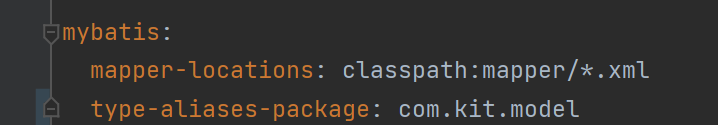 mybatis:
  mapper-locations: classpath:mapper/*.xml
  type-aliases-package: com.kit.model